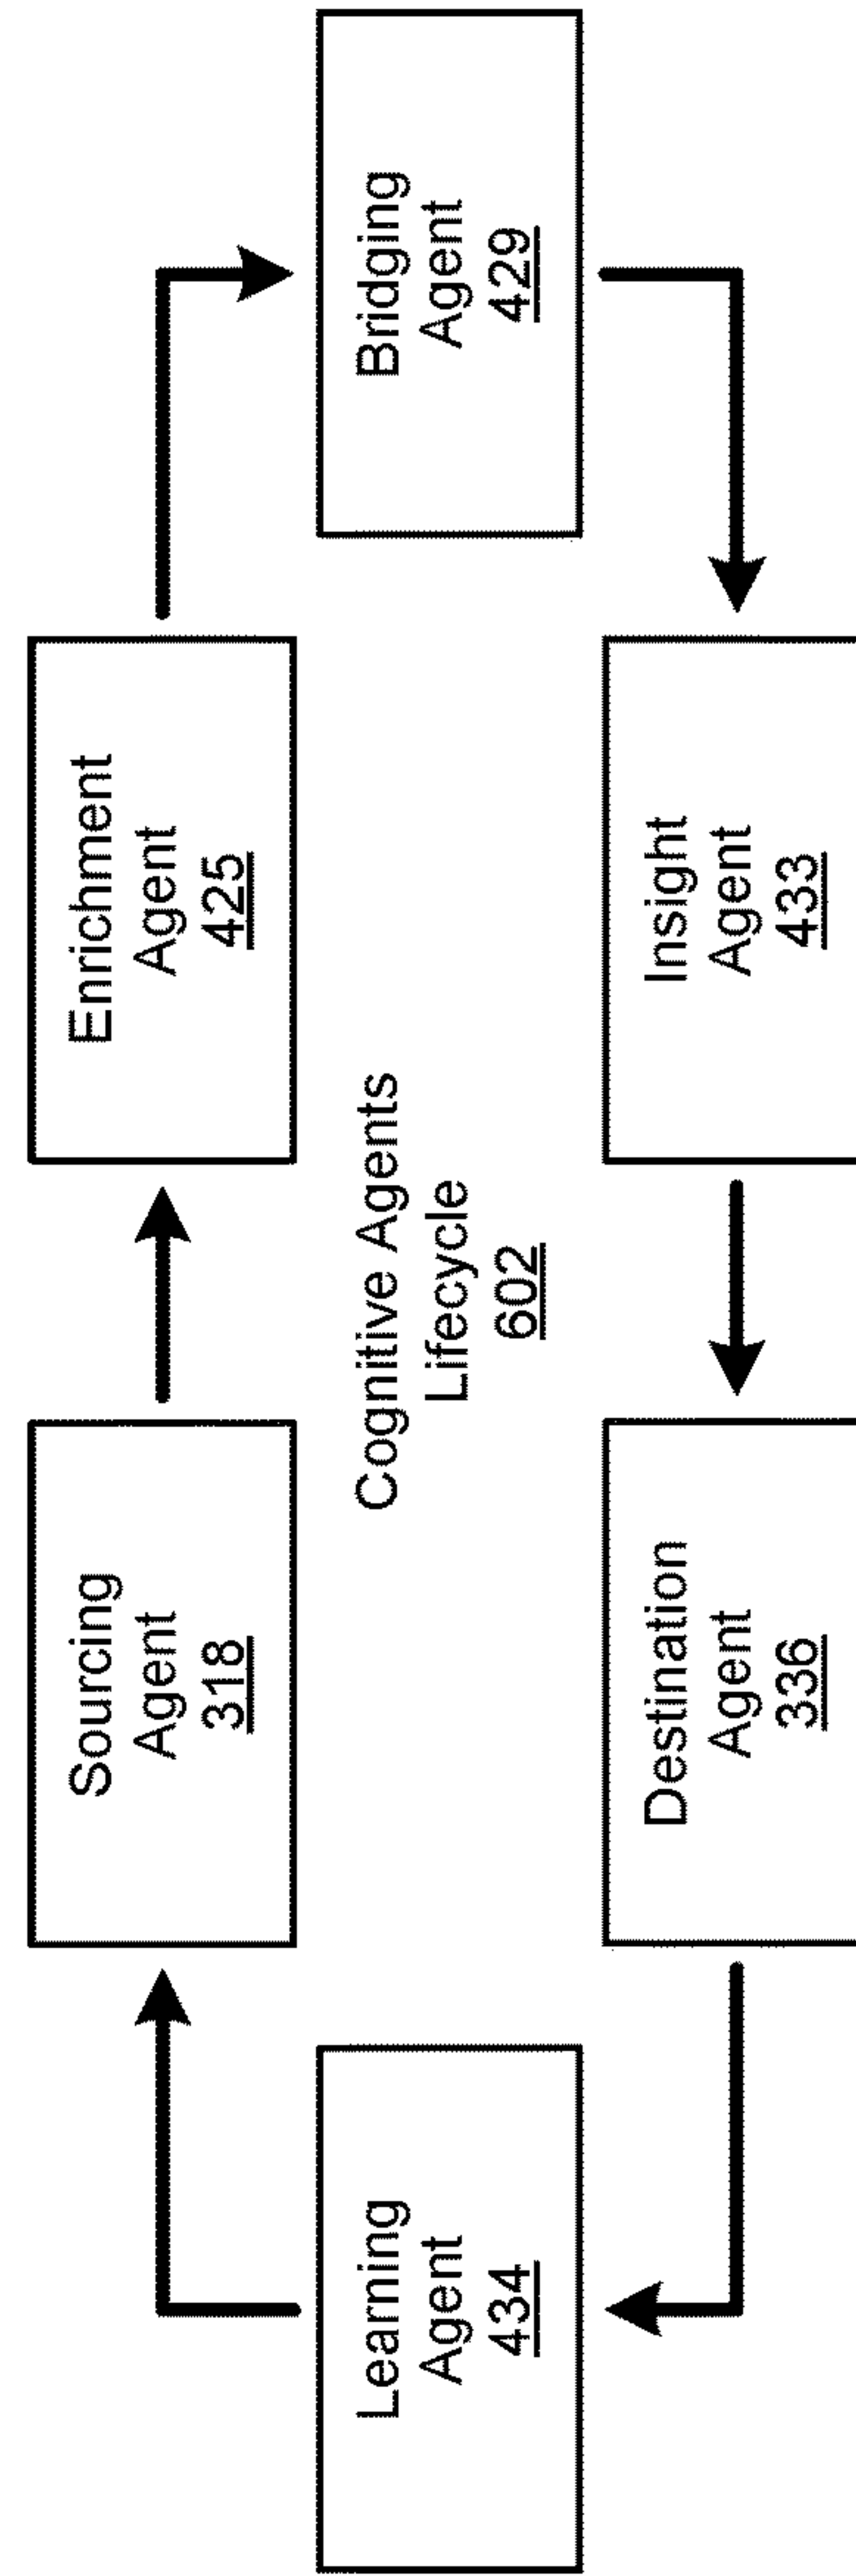 Sourcing
Agent
318
Enrichment
Agent
425
Learning
Agent
434
Cognitive Agents
Lifecycle
602
Bridging
Agent
429
Destination
Agent
336
Insight
Agent
433